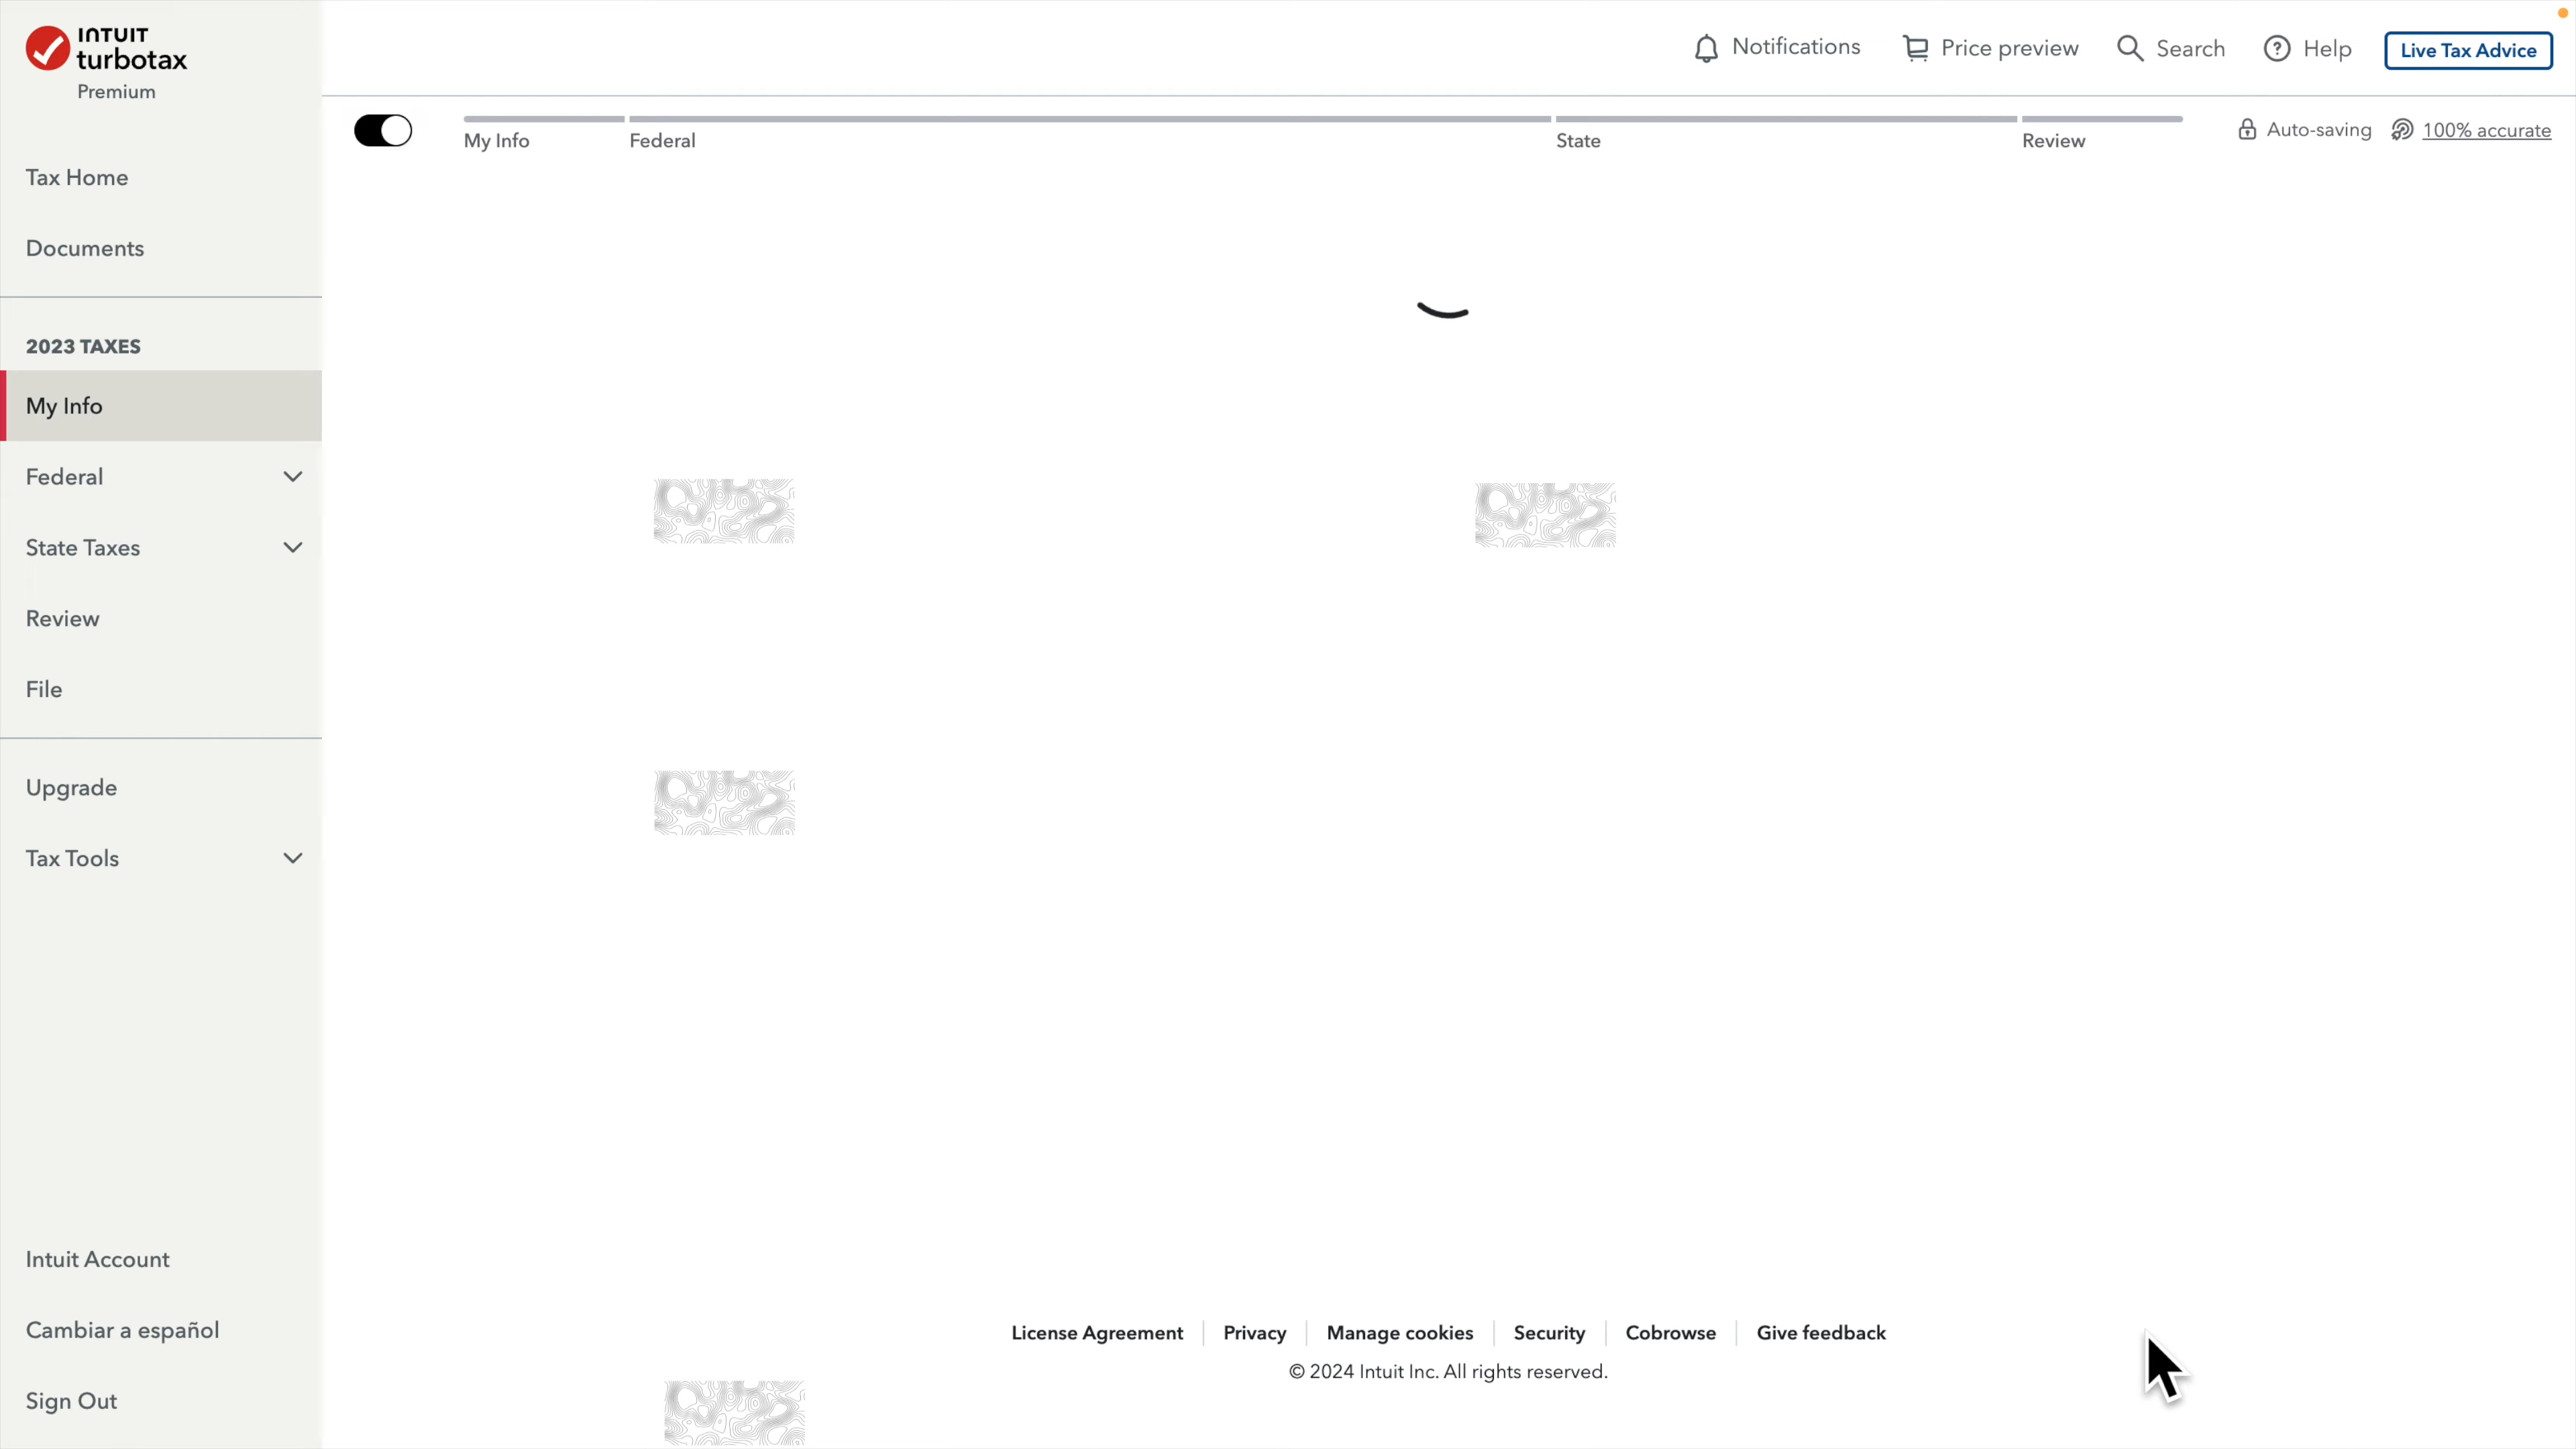 INTUIT
turbotax
Premium
Notifications
Price preview
Search
Help
Live Tax Advice
My Info
Federal
State
Review
Auto-saving
100% accurate
Tax Home
Documents
2023 TAXES
My Info
Federal
State Taxes
Review
File
Upgrade
Tax Tools
Intuit Account
Cambiar a español
Sign Out
License Agreement
Privacy
Manage cookies
Security
Cobrowse
Give feedback
© 2024 Intuit Inc. All rights reserved.